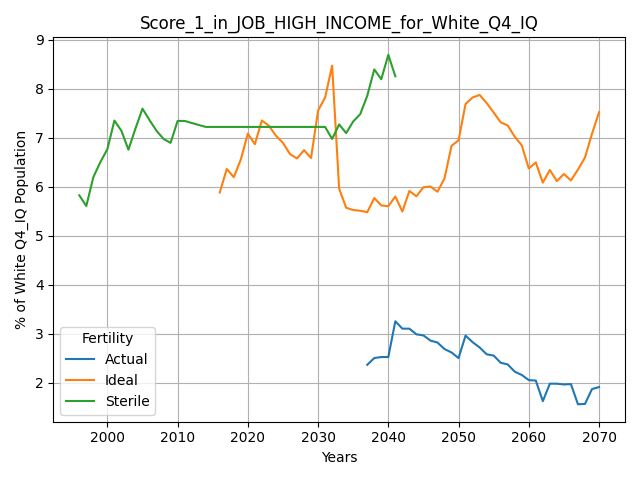 Score_1_in_JOB_HIGH_INCOME_for_White_Q4_IQ
% of White Q4_IQ Population
9
8
7
6
5
4
3
2
Fertility
Actual
Ideal
Sterile
2000 2010 2020 2030 2040 2050 2060 2070
Years